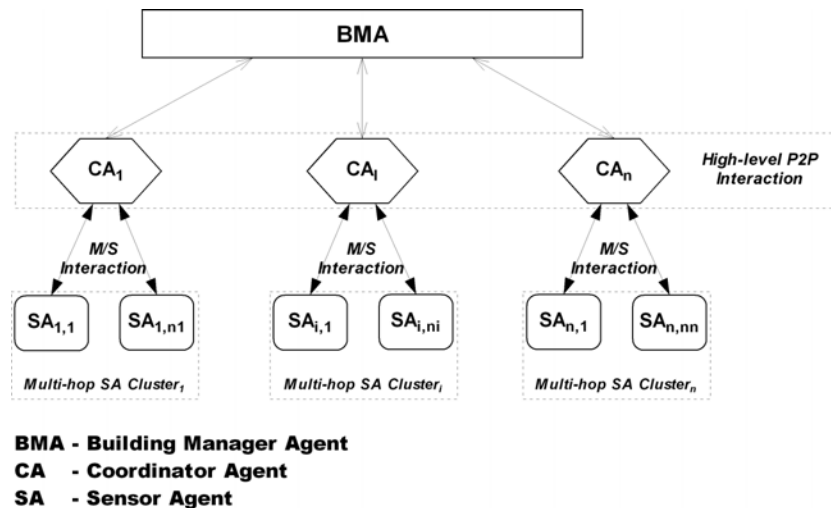 BMA
CA1
CAI
CAn
High-level P2P
Interaction
M/S
Interaction
M/S
Interaction
M/S
Interaction
SA1,1
SA1,n1
SAi,1
SAi,ni
SAn,1
SAn,nn
Multi-hop SA Cluster1
Multi-hop SA Clusteri
Multi-hop SA Clustern
BMA - Building Manager Agent
CA - Coordinator Agent
SA - Sensor Agent